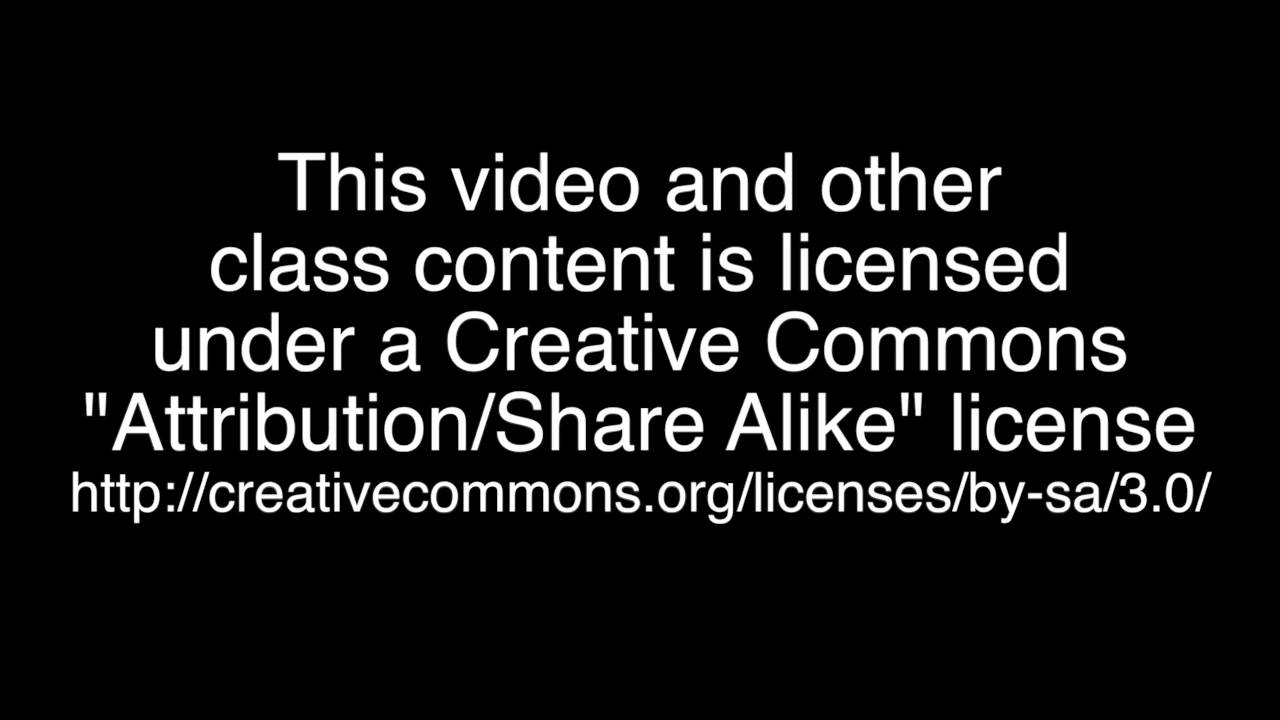 This video and other
class content is licensed
under a Creative Commons
"Attribution/Share Alike" license
http://creativecommons.org/licenses/by-sa/3.0/